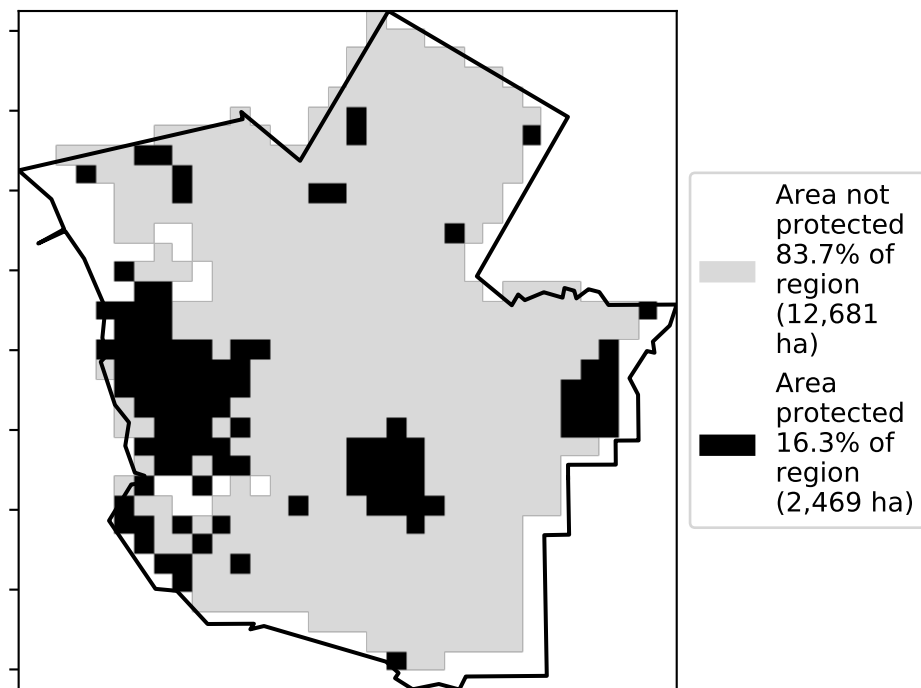 Area not
protected
83.7% of
region
(12,681
ha)
Area
protected
16.3% of
region
(2,469 ha)